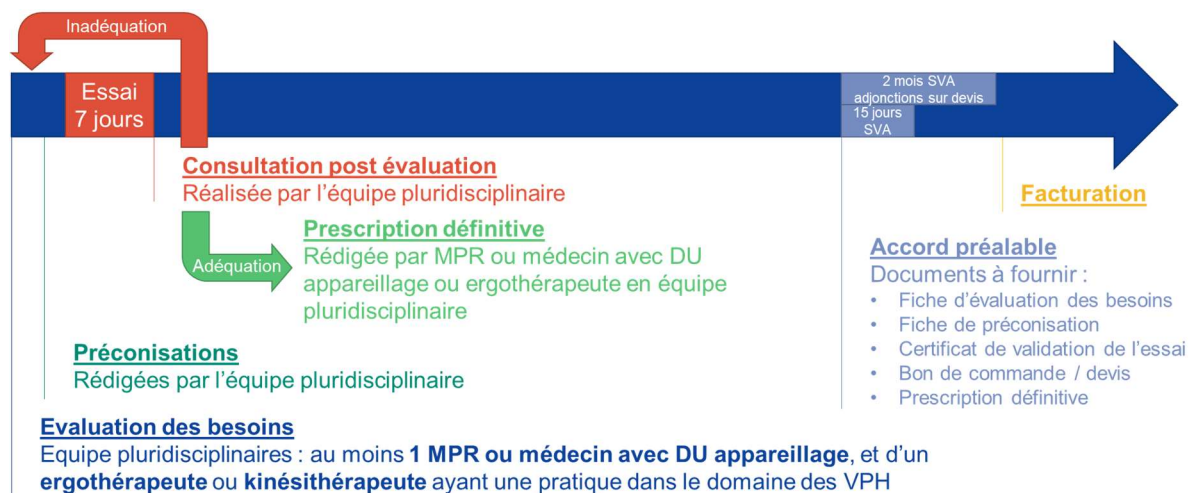 Inadéquation
Essai
7 jours
2 mois SVA
adjonctions sur devis
15 jours
SVA
Consultation post évaluation
Réalisée par l'équipe pluridisciplinaire
Facturation
Adéquation
Prescription définitive
Rédigée par MPR ou médecin avec DU
appareillage ou ergothérapeute en équipe
pluridisciplinaire
Accord préalable
Documents à fournir :
• Fiche d'évaluation des besoins
• Fiche de préconisation
• Certificat de validation de l'essai
• Bon de commande / devis
• Prescription définitive
Préconisations
Rédigées par l'équipe pluridisciplinaire
Evaluation des besoins
Equipe pluridisciplinaires : au moins 1 MPR ou médecin avec DU appareillage, et d'un
ergothérapeute ou kinésithérapeute ayant une pratique dans le domaine des VPH